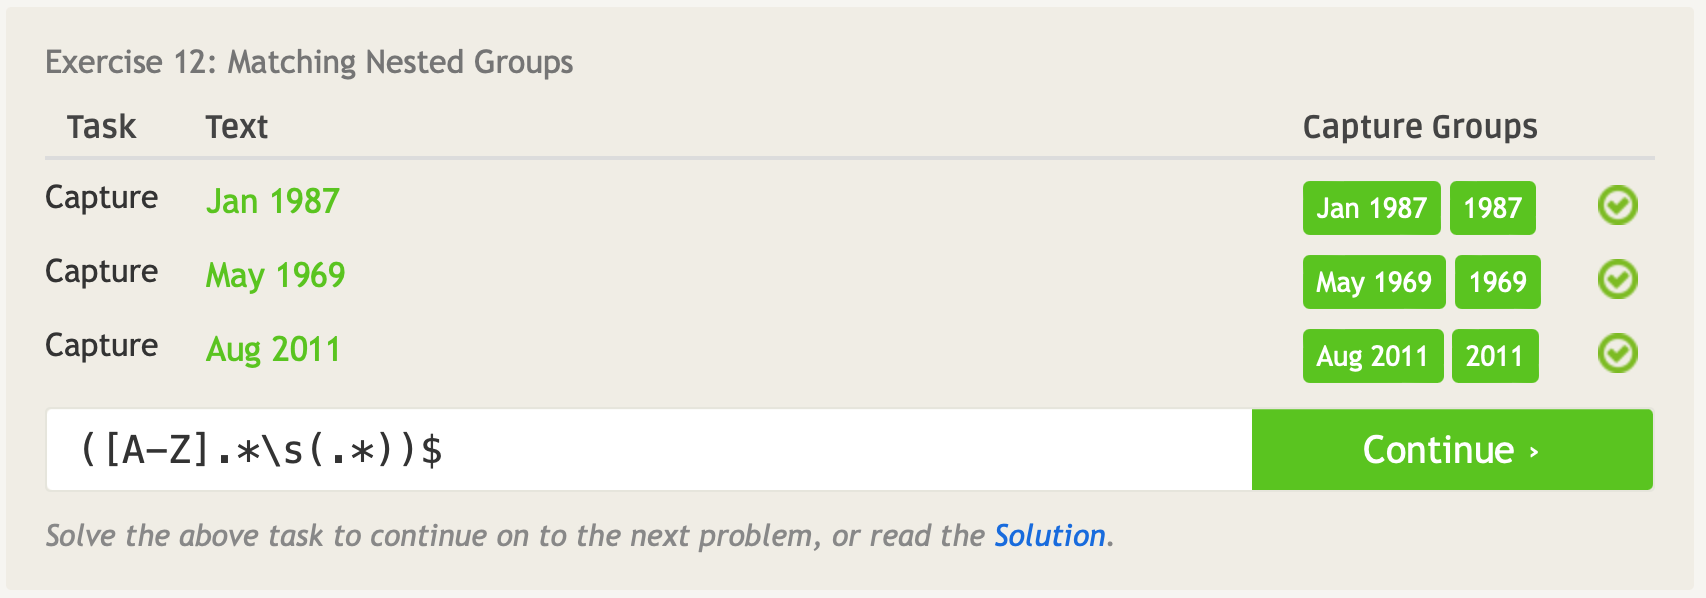 Exercise 12: Matching Nested Groups
Task Text Capture Groups
Capture Jan 1987 Jan 1987 1987
Capture May 1969 May 1969 1969
Capture Aug 2011 Aug 2011 2011
([A-Z].*\s(.*))$ Continue ›
Solve the above task to continue on to the next problem, or read the Solution.